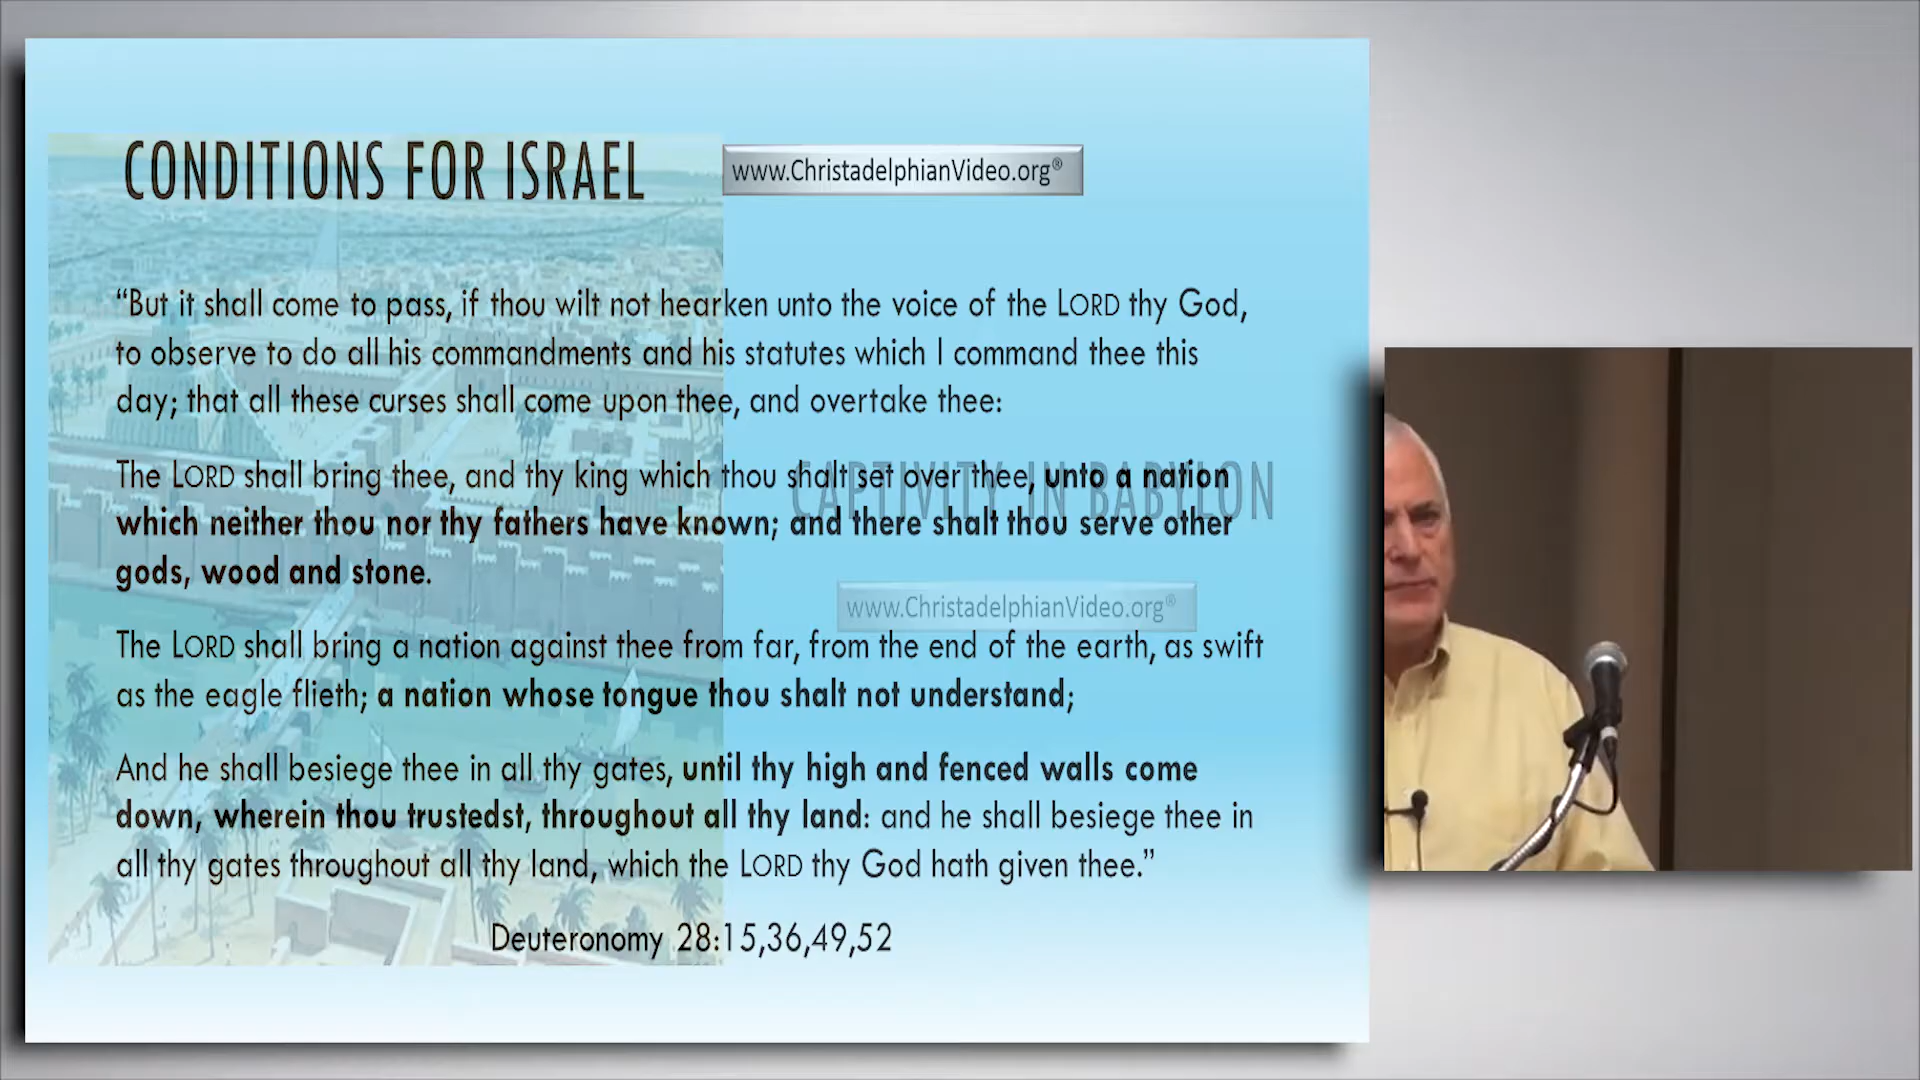 CONDITIONS FOR ISRAEL
www.ChristadelphianVideo.org®
“But it shall come to pass, if thou wilt not hearken unto the voice of the LORD thy God,
to observe to do all his commandments and his statutes which I command thee this
day; that all these curses shall come upon thee, and overtake thee:
The LORD shall bring thee, and thy king which thou shalt set over thee, unto a nation
CAPTIVITY IN BABYLON
which neither thou nor thy fathers have known; and there shalt thou serve other
gods, wood and stone.
www.ChristadelphianVideo.org®
The LORD shall bring a nation against thee from far, from the end of the earth, as swift
as the eagle flieth; a nation whose tongue thou shalt not understand;
And he shall besiege thee in all thy gates, until thy high and fenced walls come
down, wherein thou trustedst, throughout all thy land: and he shall besiege thee in
all thy gates throughout all thy land, which the LORD thy God hath given thee.”
Deuteronomy 28:15,36,49,52